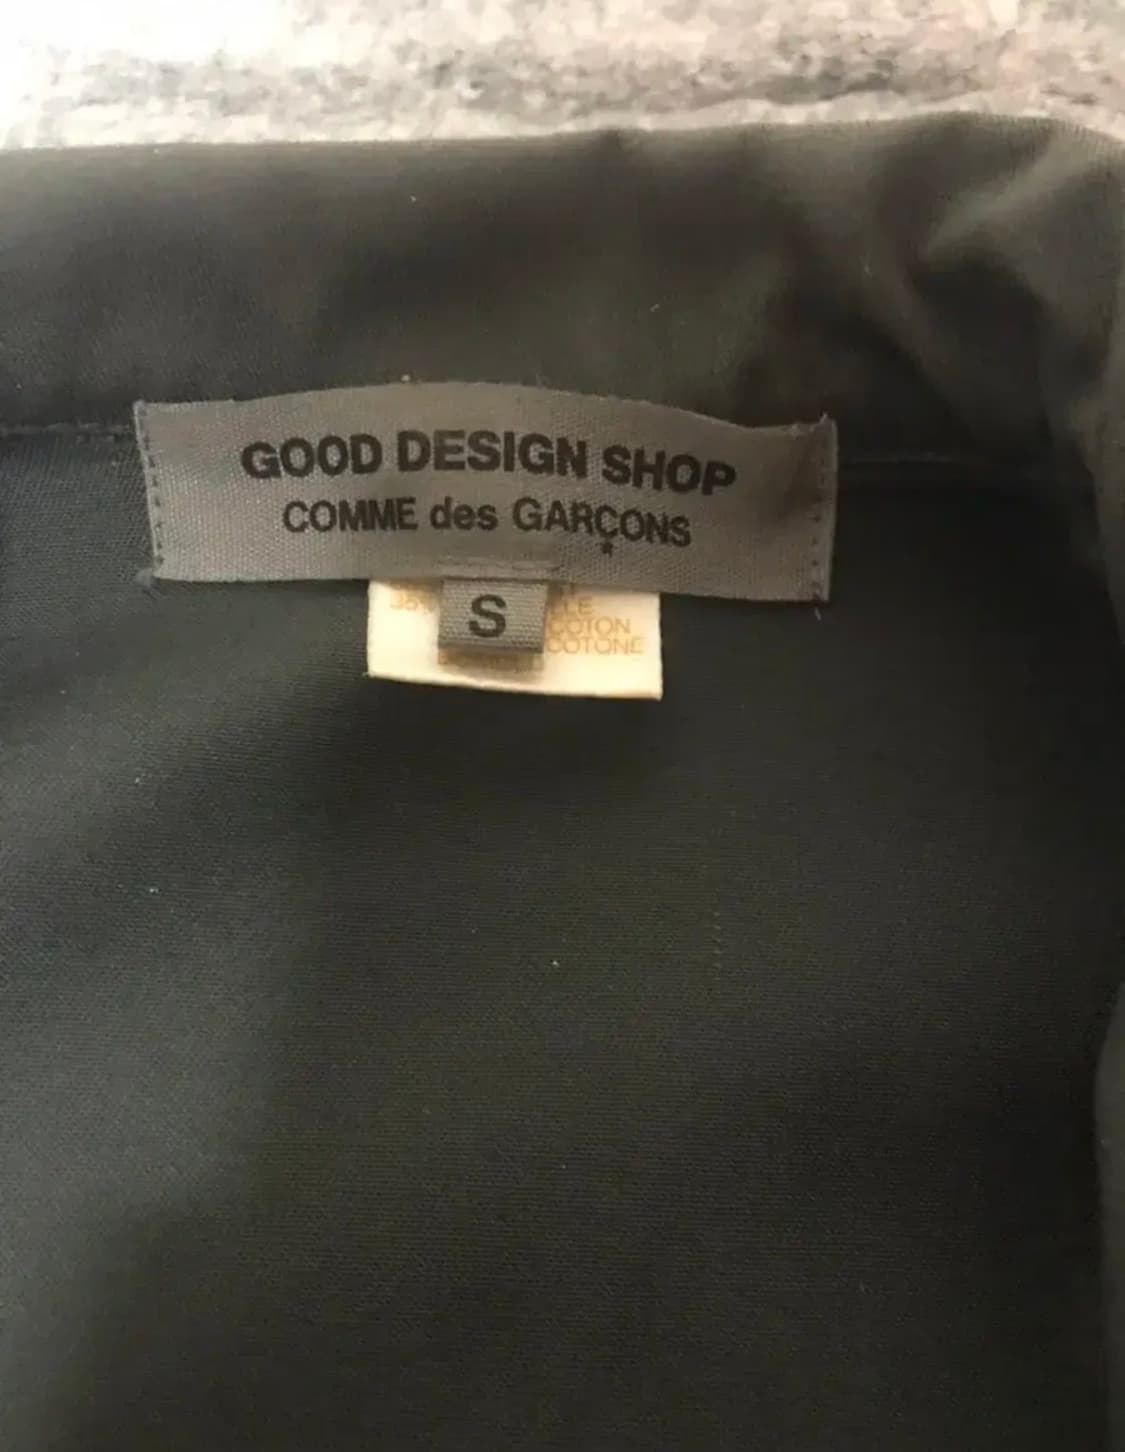 GOOD DESIGN SHOP
COMME des GARÇONS
S
COTON
COTONE